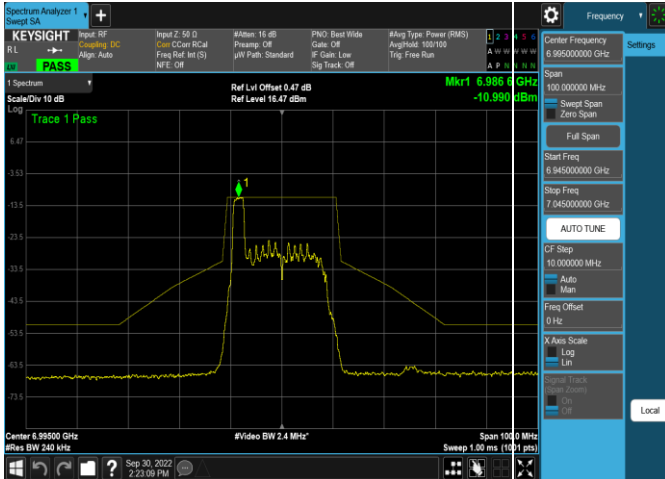 Spectrum Analyzer 1
Swept SA
+
Frequency
KEYSIGHT
RL
PASS
Input: RF
Coupling: DC
Align: Auto
Input Z: 50 Ω
Corr CCorr RCal
Freq Ref: Int (S)
NFE: Off
#Atten: 16 dB
Preamp: Off
µW Path: Standard
PNO: Best Wide
Gate: Off
IF Gain: Low
Sig Track: Off
#Avg Type: Power (RMS)
Avg|Hold: 100/100
Trig: Free Run
1 2 3 4 5 6
A W W W W W
A P N N N N
1 Spectrum
Scale/Div 10 dB
Log
Ref Lvl Offset 0.47 dB
Ref Level 16.47 dBm
Mkr1 6.986 6 GHz
-10.990 dBm
Trace 1 Pass
1
6.47
-3.53
-13.5
-23.5
-33.5
-43.5
-53.5
-63.5
-73.5
Center 6.99500 GHz
#Res BW 240 kHz
#Video BW 2.4 MHz*
Span 100.0 MHz
Sweep 1.00 ms (1001 pts)
Sep 30, 2022
2:23:09 PM
Center Frequency
6.995000000 GHz
Span
100.000000 MHz
Swept Span
Zero Span
Full Span
Start Freq
6.945000000 GHz
Stop Freq
7.045000000 GHz
AUTO TUNE
CF Step
10.000000 MHz
Auto
Man
Freq Offset
0 Hz
X Axis Scale
Log
Lin
Signal Track
(Span Zoom)
On
Off
Settings
Local